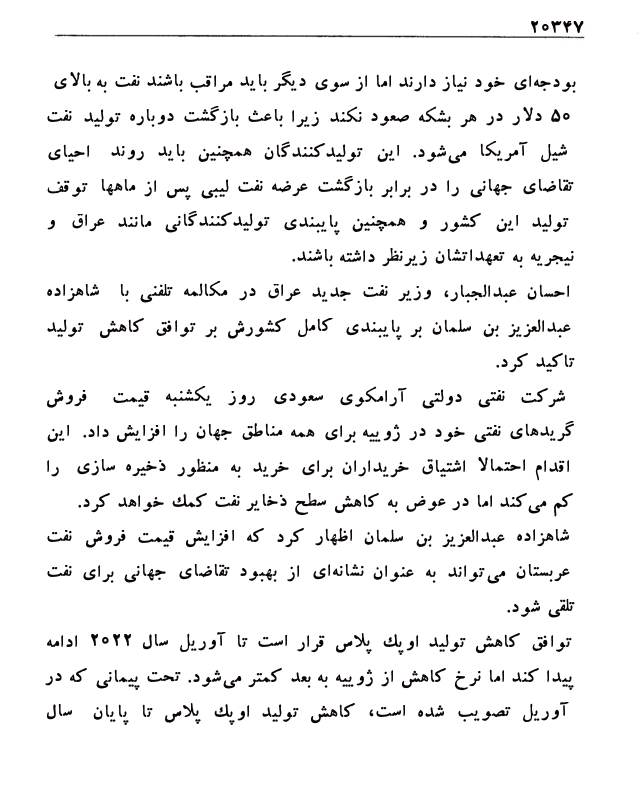 ۲۰۳۴۷
بودجه‌ای خود نیاز دارند اما از سوی دیگر باید مراقب باشند نفت به بالای
۵۰ دلار در هر بشکه صعود نکند زیرا باعث بازگشت دوباره تولید نفت
شیل آمریکا می‌شود. این تولیدکنندگان همچنین باید روند احیای
تقاضای جهانی را در برابر بازگشت عرضه نفت لیبی پس از ماهها توقف
تولید این کشور و همچنین پایبندی تولیدکنندگانی مانند عراق و
نیجریه به تعهداتشان زیرنظر داشته باشند.
احسان عبدالجبار، وزیر نفت جدید عراق در مکالمه تلفنی با شاهزاده
عبدالعزیز بن سلمان بر پایبندی کامل کشورش بر توافق کاهش تولید
تاکید کرد.
شرکت نفتی دولتی آرامکوی سعودی روز یکشنبه قیمت فروش
گریدهای نفتی خود در ژوییه برای همه مناطق جهان را افزایش داد. این
اقدام احتمالا اشتیاق خریداران برای خرید به منظور ذخیره سازی را
کم می‌کند اما در عوض به کاهش سطح ذخایر نفت کمک خواهد کرد.
شاهزاده عبدالعزیز بن سلمان اظهار کرد که افزایش قیمت فروش نفت
عربستان می‌تواند به عنوان نشانه‌ای از بهبود تقاضای جهانی برای نفت
تلقی شود.
توافق کاهش تولید اوپک پلاس قرار است تا آوریل سال ۲۰۲۲ ادامه
پیدا کند اما نرخ کاهش از ژوییه به بعد کمتر می‌شود. تحت پیمانی که در
آوریل تصویب شده است، کاهش تولید اوپک پلاس تا پایان سال